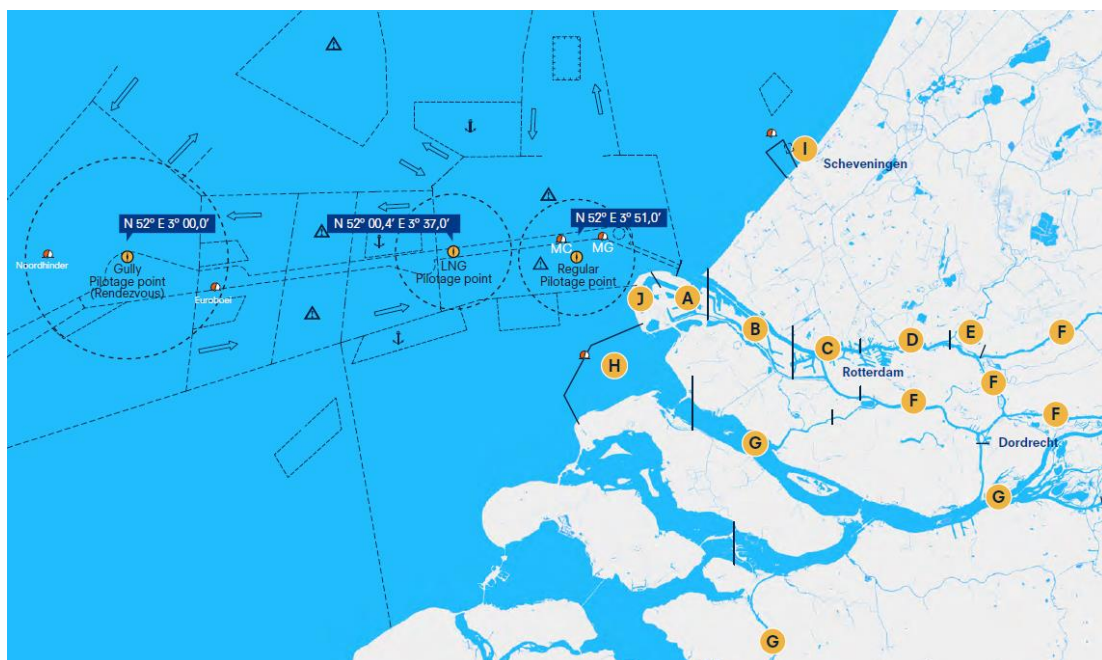 I
Scheveningen
N 52° E 3° 00,0'
N 52° 00,4' E 3° 37,0'
N 52° E 3° 51,0'
Noordhinder
Gully
Pilotage point
(Rendezvous)
Euroboei
LNG
Pilotage point
MC
MG
Regular
Pilotage point
J
A
B
C
D
E
F
Rotterdam
H
F
F
F
G
Dordrecht
G
G